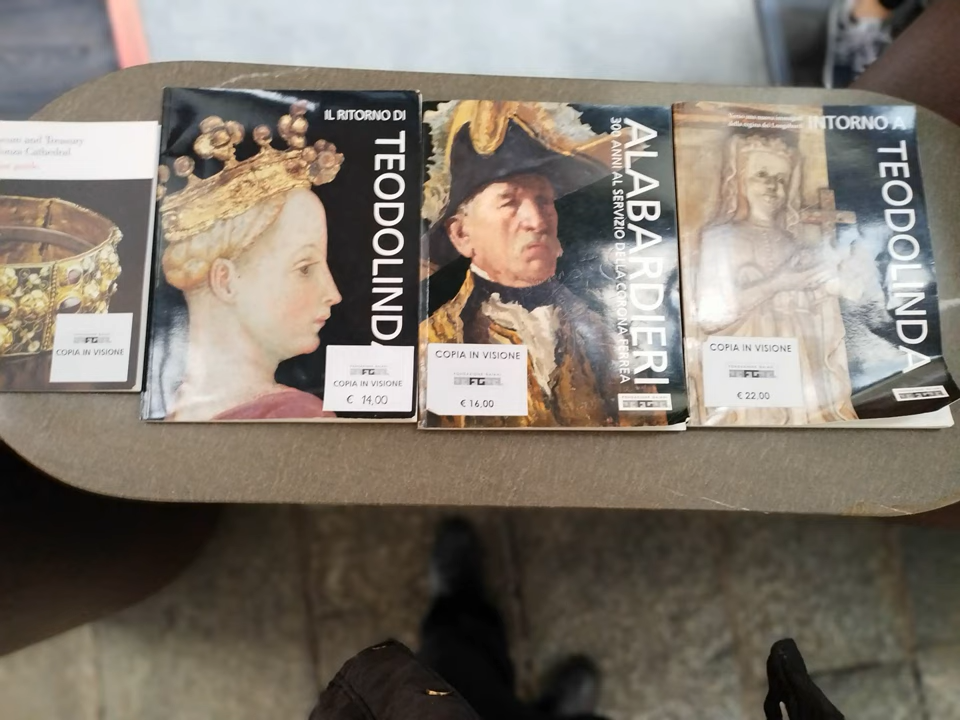 and Treasury
Cathedral
COPIA IN VISIONE
IL RITORNO DI
TEODOLINDA
COPIA IN VISIONE
€ 14,00
ALABARDIERI
300 ANNI AL SERVIZIO DELLA CORONA FERREA
COPIA IN VISIONE
€ 16,00
INTORNO A
TEODOLINDA
COPIA IN VISIONE
€ 22,00